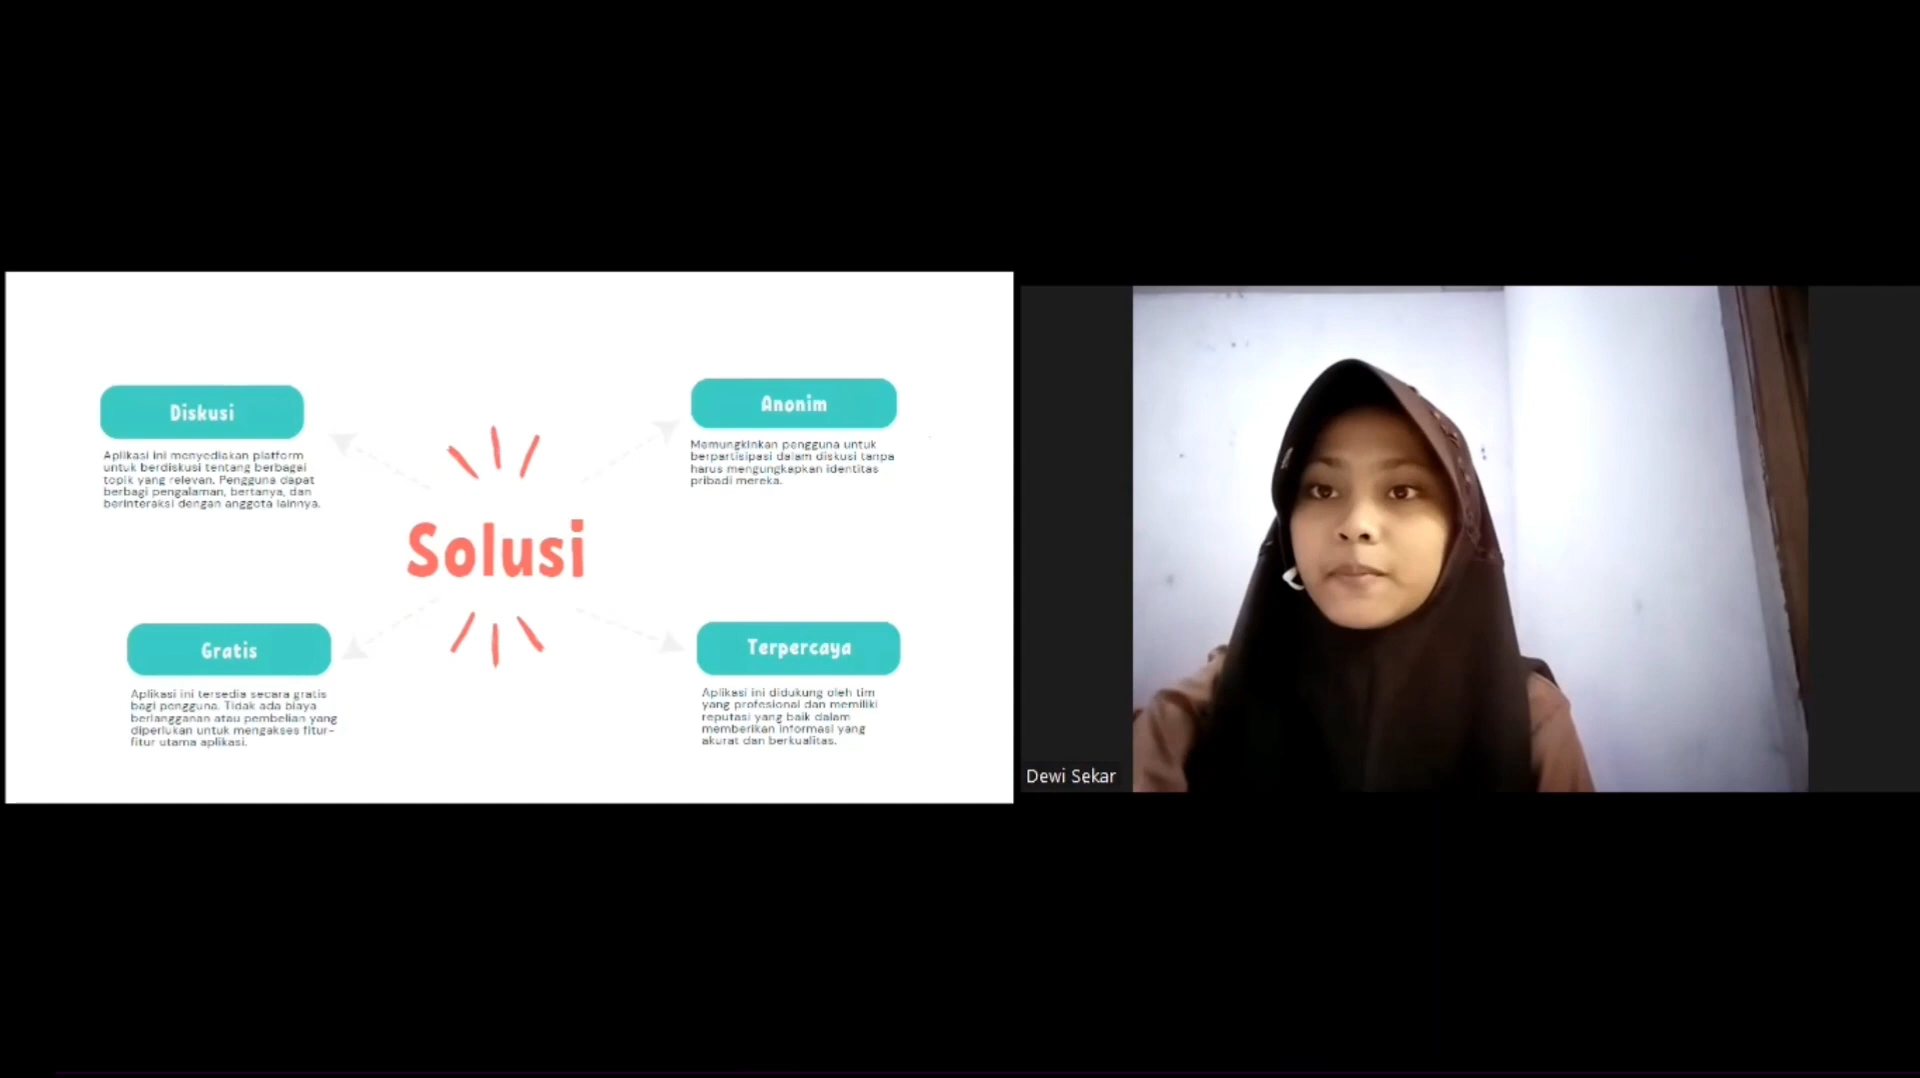 Diskusi
Aplikasi ini menyediakan platform
untuk berdiskusi tentang berbagai
topik yang relevan. Pengguna dapat
berbagi pengalaman, bertanya, dan
berinteraksi dengan anggota lainnya.
Anonim
Memungkinkan pengguna untuk
berpartisipasi dalam diskusi tanpa
harus mengungkapkan identitas
pribadi mereka.
Solusi
Gratis
Aplikasi ini tersedia secara gratis
bagi pengguna. Tidak ada biaya
berlangganan atau pembelian yang
diperlukan untuk mengakses fitur-
fitur utama aplikasi.
Terpercaya
Aplikasi ini didukung oleh tim
yang profesional dan memiliki
reputasi yang baik dalam
memberikan informasi yang
akurat dan berkualitas.
Dewi Sekar